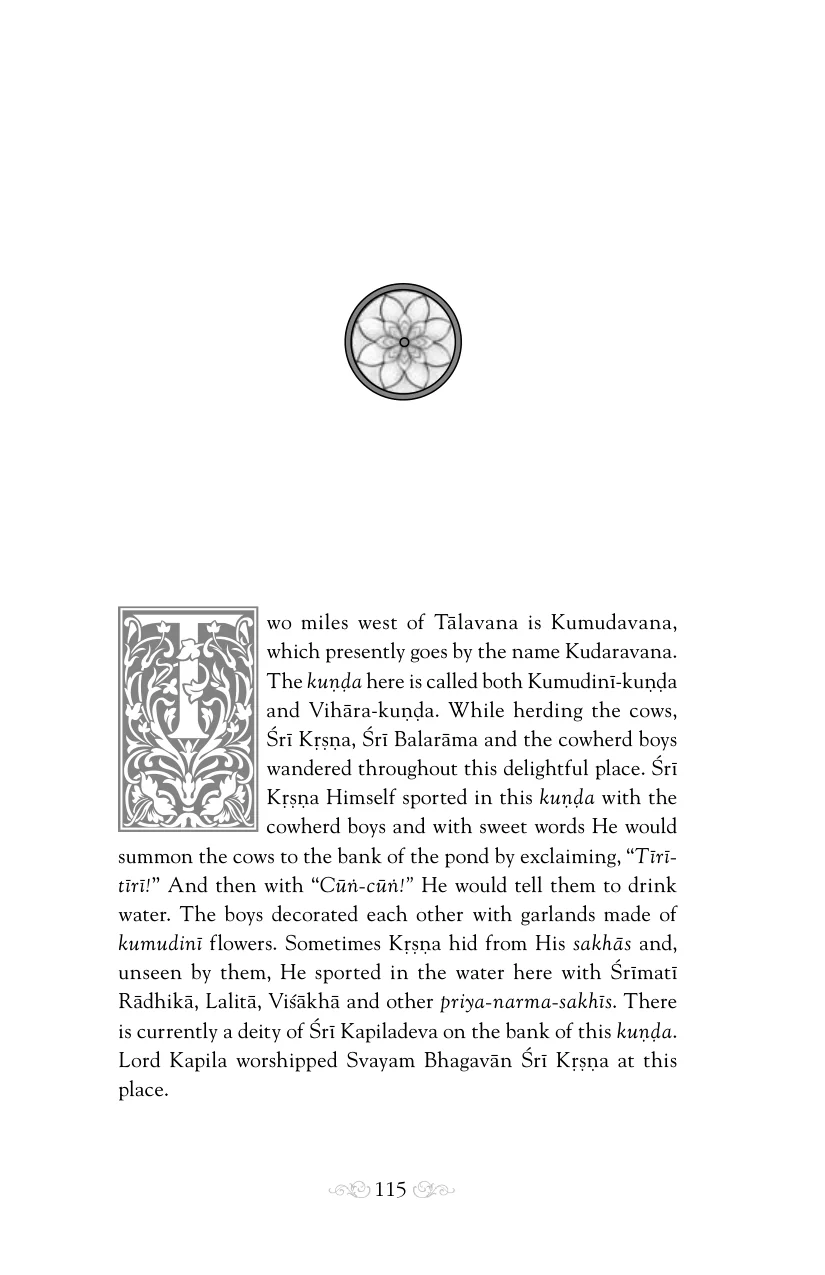 Two miles west of Tālavana is Kumudavana,
which presently goes by the name Kudaravana.
The kuṇḍa here is called both Kumudinī-kuṇḍa
and Vihāra-kuṇḍa. While herding the cows,
Śrī Kṛṣṇa, Śrī Balarāma and the cowherd boys
wandered throughout this delightful place. Śrī
Kṛṣṇa Himself sported in this kuṇḍa with the
cowherd boys and with sweet words He would
summon the cows to the bank of the pond by exclaiming, “Tīrī-
tīrī!” And then with “Cūṅ-cūṅ!” He would tell them to drink
water. The boys decorated each other with garlands made of
kumudinī flowers. Sometimes Kṛṣṇa hid from His sakhās and,
unseen by them, He sported in the water here with Śrīmatī
Rādhikā, Lalitā, Viśākhā and other priya-narma-sakhīs. There
is currently a deity of Śrī Kapiladeva on the bank of this kuṇḍa.
Lord Kapila worshipped Svayam Bhagavān Śrī Kṛṣṇa at this
place.
115